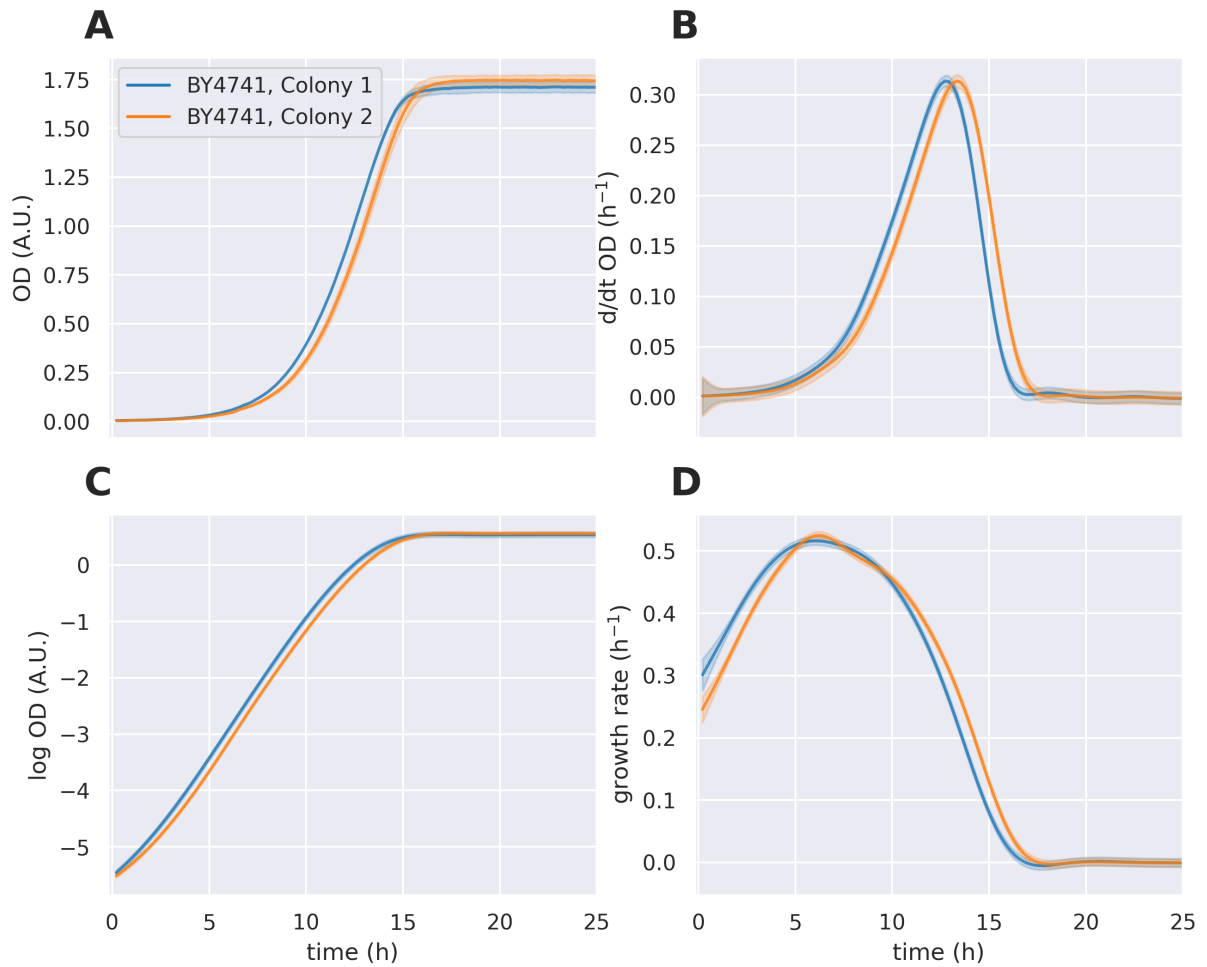 A
OD (A.U.)
1.75
1.50
1.25
1.00
0.75
0.50
0.25
0.00
BY4741, Colony 1
BY4741, Colony 2
B
d/dt OD (h⁻¹)
0.30
0.25
0.20
0.15
0.10
0.05
0.00
C
log OD (A.U.)
0
−1
−2
−3
−4
−5
0 5 10 15 20 25
time (h)
D
growth rate (h⁻¹)
0.5
0.4
0.3
0.2
0.1
0.0
0 5 10 15 20 25
time (h)